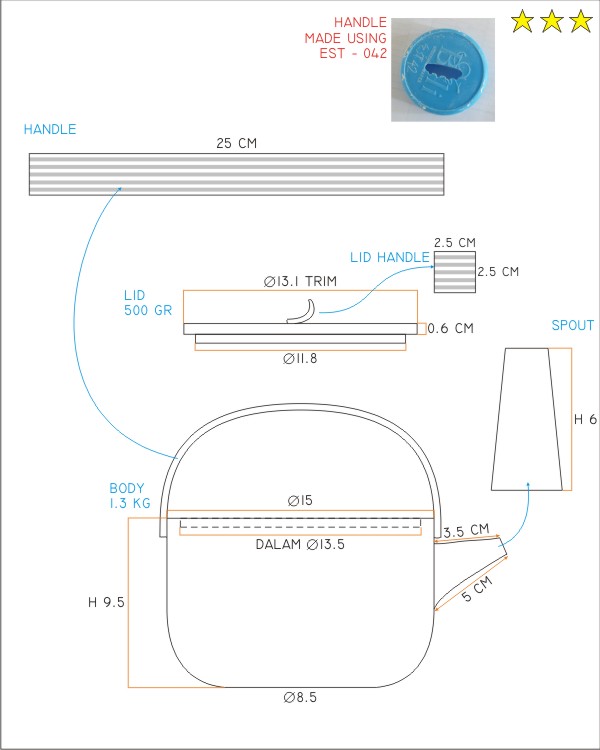 HANDLE
MADE USING
EST - 042
HANDLE
25 CM
2.5 CM
LID HANDLE
2.5 CM
Ø13.1 TRIM
LID
500 GR
0.6 CM
Ø11.8
SPOUT
H 6
BODY
1.3 KG
Ø15
3.5 CM
DALAM Ø13.5
5 CM
H 9.5
Ø8.5